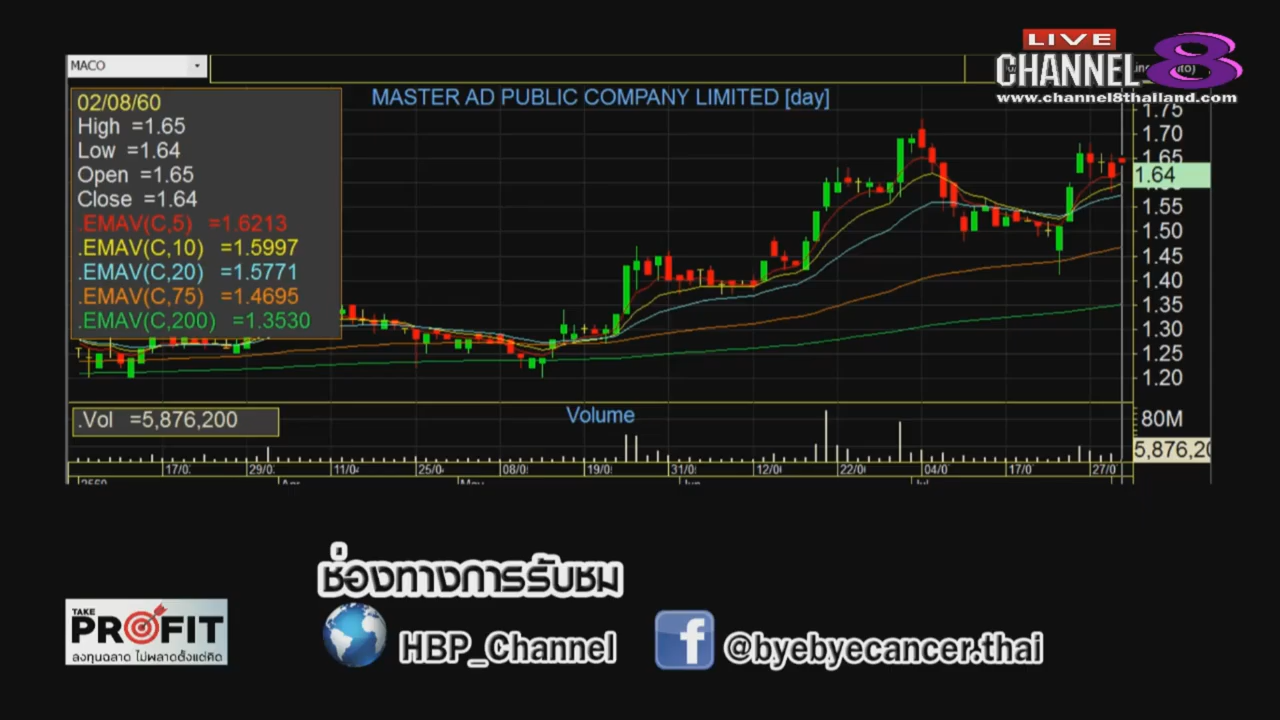 LIVE
CHANNEL 8
www.channel8thailand.com
MACO
02/08/60
High =1.65
Low =1.64
Open =1.65
Close =1.64
.EMAV(C,5) =1.6213
.EMAV(C,10) =1.5997
.EMAV(C,20) =1.5771
.EMAV(C,75) =1.4695
.EMAV(C,200) =1.3530
MASTER AD PUBLIC COMPANY LIMITED [day]
1.75
1.70
1.65
1.64
1.55
1.50
1.45
1.40
1.35
1.30
1.25
1.20
.Vol =5,876,200
Volume
80M
5,876,20
17/0
29/0
11/0
25/0
08/0
19/0
31/0
12/0
22/0
04/0
17/0
27/0
ช่องทางการรับชม
TAKE
PROFIT
ลงทุนฉลาด ไม่พลาดตั้งแต่คิด
HBP_Channel
@byebyecancer.thai